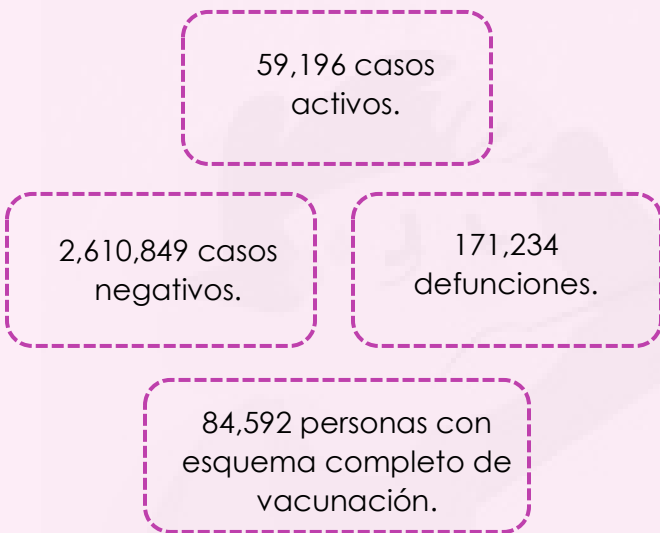 59,196 casos
activos.
2,610,849 casos
negativos.
171,234
defunciones.
84,592 personas con
esquema completo de
vacunación.